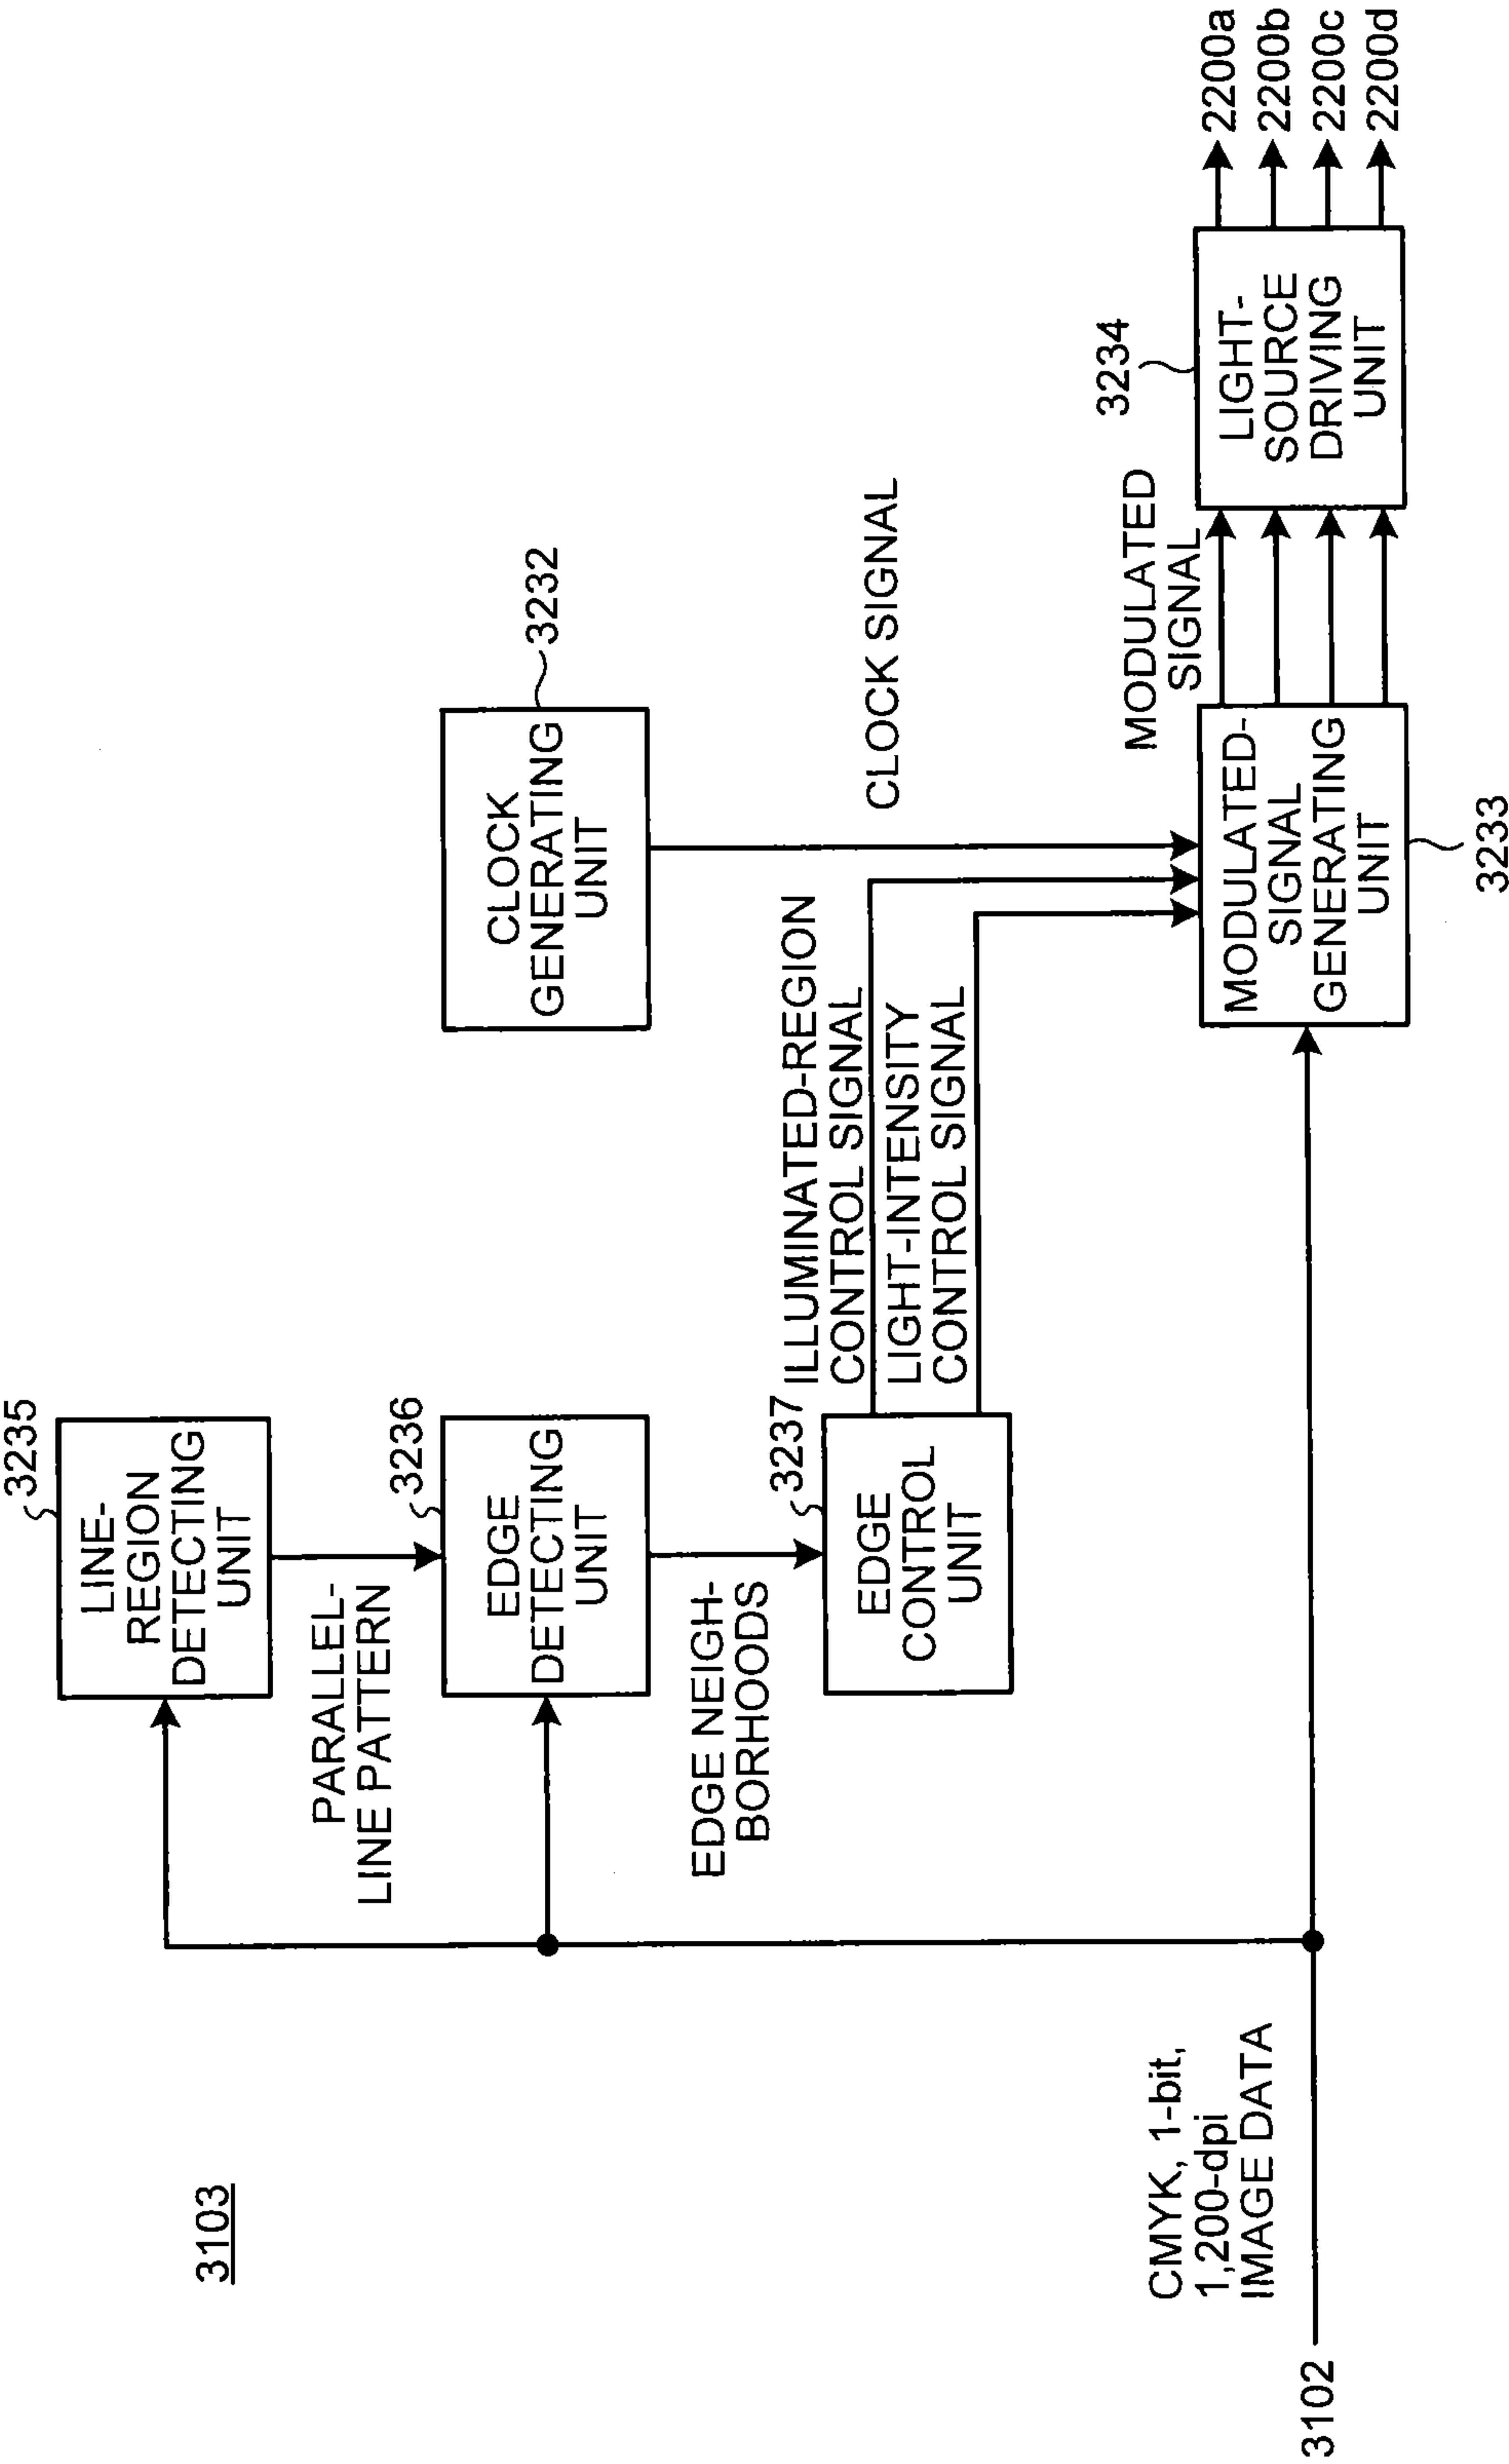 3103
LINE-
REGION
DETECTING
UNIT
3235
PARALLEL-
LINE PATTERN
EDGE
DETECTING
UNIT
3236
CLOCK
GENERATING
UNIT
3232
EDGE NEIGH-
BORHOODS
EDGE
CONTROL
UNIT
3237
ILLUMINATED-REGION
CONTROL SIGNAL
LIGHT-INTENSITY
CONTROL SIGNAL
CLOCK SIGNAL
3102
CMYK, 1-bit,
1,200-dpi
IMAGE DATA
MODULATED-
SIGNAL
GENERATING
UNIT
3233
MODULATED
SIGNAL
LIGHT-
SOURCE
DRIVING
UNIT
3234
2200a
2200b
2200c
2200d